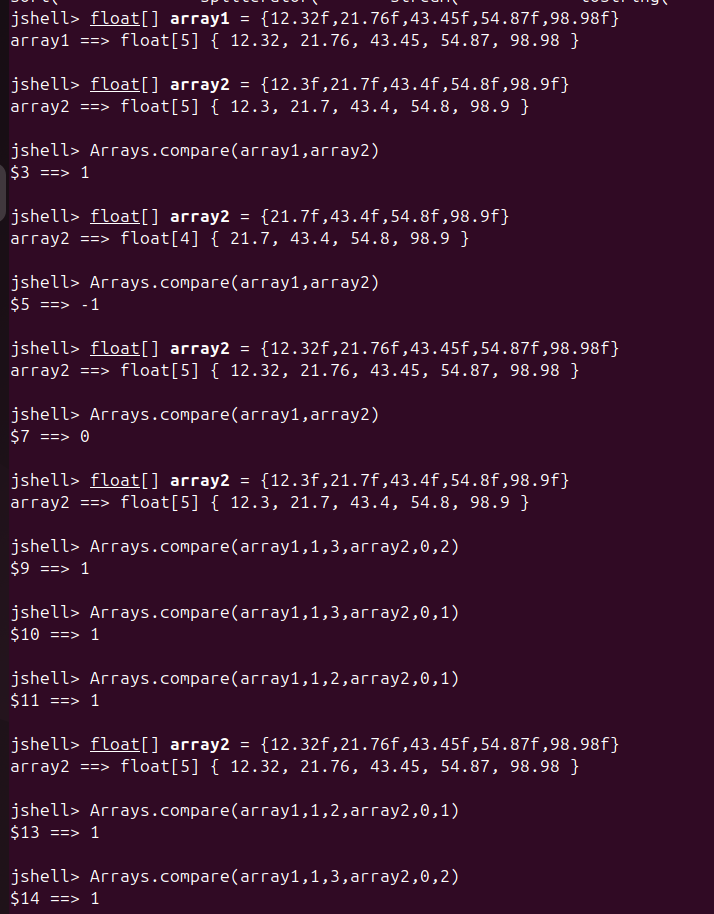 jshell> float[] array1 = {12.32f,21.76f,43.45f,54.87f,98.98f}
array1 ==> float[5] { 12.32, 21.76, 43.45, 54.87, 98.98 }
jshell> float[] array2 = {12.3f,21.7f,43.4f,54.8f,98.9f}
array2 ==> float[5] { 12.3, 21.7, 43.4, 54.8, 98.9 }
jshell> Arrays.compare(array1,array2)
$3 ==> 1
jshell> float[] array2 = {21.7f,43.4f,54.8f,98.9f}
array2 ==> float[4] { 21.7, 43.4, 54.8, 98.9 }
jshell> Arrays.compare(array1,array2)
$5 ==> -1
jshell> float[] array2 = {12.32f,21.76f,43.45f,54.87f,98.98f}
array2 ==> float[5] { 12.32, 21.76, 43.45, 54.87, 98.98 }
jshell> Arrays.compare(array1,array2)
$7 ==> 0
jshell> float[] array2 = {12.3f,21.7f,43.4f,54.8f,98.9f}
array2 ==> float[5] { 12.3, 21.7, 43.4, 54.8, 98.9 }
jshell> Arrays.compare(array1,1,3,array2,0,2)
$9 ==> 1
jshell> Arrays.compare(array1,1,3,array2,0,1)
$10 ==> 1
jshell> Arrays.compare(array1,1,2,array2,0,1)
$11 ==> 1
jshell> float[] array2 = {12.32f,21.76f,43.45f,54.87f,98.98f}
array2 ==> float[5] { 12.32, 21.76, 43.45, 54.87, 98.98 }
jshell> Arrays.compare(array1,1,2,array2,0,1)
$13 ==> 1
jshell> Arrays.compare(array1,1,3,array2,0,2)
$14 ==> 1